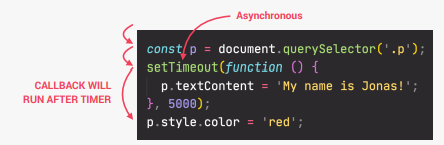 Asynchronous
const p = document.querySelector('.p');
setTimeout(function () {
p.textContent = 'My name is Jonas!';
}, 5000);
p.style.color = 'red';
CALLBACK WILL
RUN AFTER TIMER